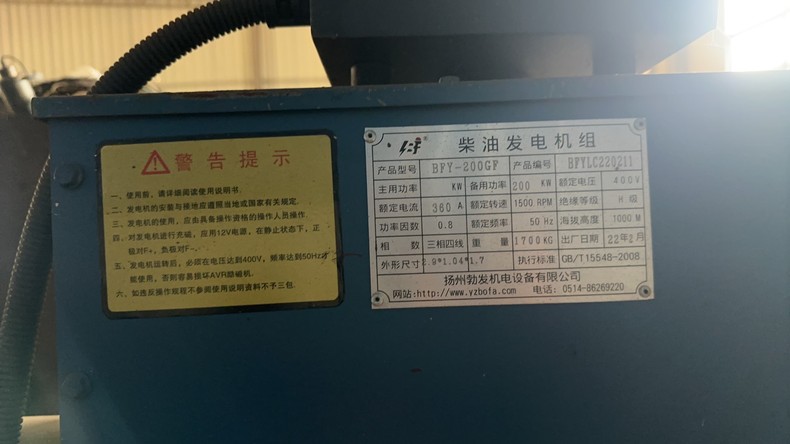 警告提示
一、使用前，请详细阅读使用说明书.
二、发电机的安装与接地应遵照当地或国家有关规定.
三、发电机的使用，应由具备操作资格的操作人员操作.
四、对发电机进行充磁，应用12V电源，在静止状态下，正
极对F+，负极对F-.
五、发电机运转后，必须在电压达到400V，频率达到50Hz才
能使用，否则容易损坏AVR励磁机.
六、如违反操作规程不参阅使用说明资料不予三包.
柴油发电机组
产品型号 BFY-200GF 产品编号 BFYLC220211
主用功率 KW 备用功率 200 KW 额定电压 400V
额定电流 360 A 额定转速 1500 RPM 绝缘等级 H 级
功率因数 0.8 额定频率 50 Hz 海拔高度 1000 M
相数 三相四线 重量 1700KG 出厂日期 22年2月
外形尺寸 2.9*1.04*1.7 执行标准 GB/T15548-2008
扬州勃发机电设备有限公司
网站:http://www.yzbofa.com 电话: 0514-86269220